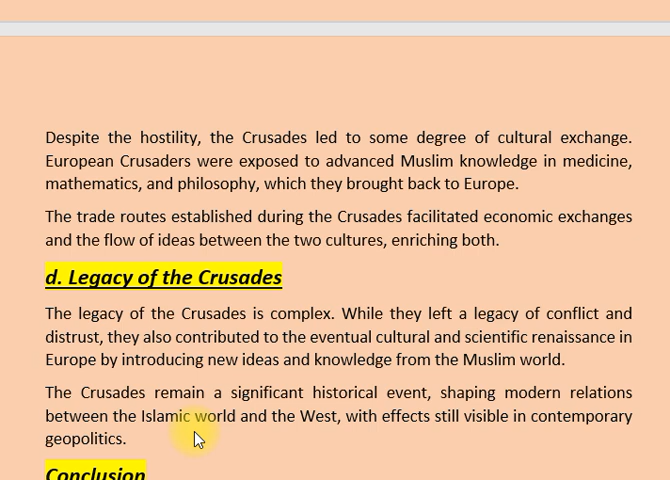 Despite the hostility, the Crusades led to some degree of cultural exchange.
European Crusaders were exposed to advanced Muslim knowledge in medicine,
mathematics, and philosophy, which they brought back to Europe.
The trade routes established during the Crusades facilitated economic exchanges
and the flow of ideas between the two cultures, enriching both.
d. Legacy of the Crusades
The legacy of the Crusades is complex. While they left a legacy of conflict and
distrust, they also contributed to the eventual cultural and scientific renaissance in
Europe by introducing new ideas and knowledge from the Muslim world.
The Crusades remain a significant historical event, shaping modern relations
between the Islamic world and the West, with effects still visible in contemporary
geopolitics.
Conclusion